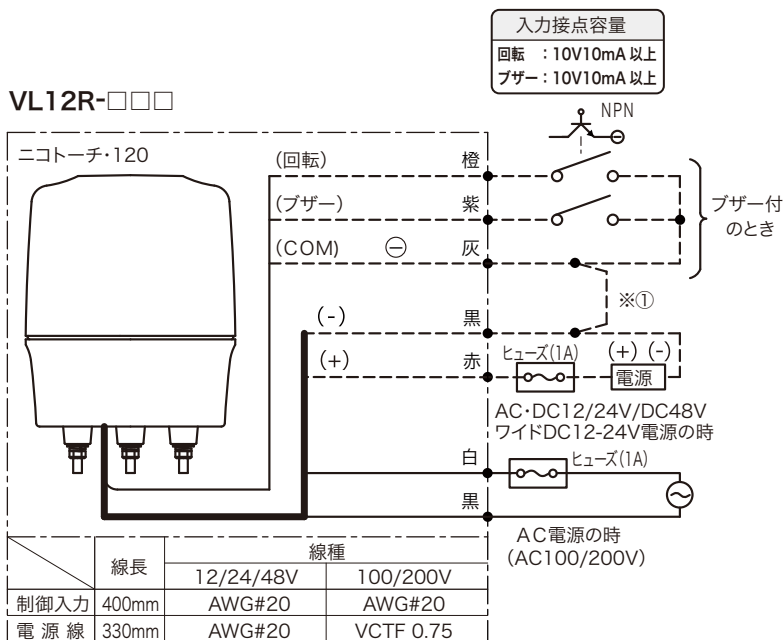 入力接点容量
回転 ：10V10mA 以上
ブザー：10V10mA 以上
VL12R-□□□
NPN
ニコトーチ・120
(回転) 橙
(ブザー) 紫
(COM) ⊖ 灰
ブザー付
のとき
※①
(-) 黒
(+) 赤
ヒューズ(1A) (+) (-)
電源
AC・DC12/24V/DC48V
ワイドDC12-24V電源の時
白 ヒューズ(1A)
黒
AC電源の時
(AC100/200V)
線長 線種
12/24/48V 100/200V
制御入力 400mm AWG#20 AWG#20
電源線 330mm AWG#20 VCTF 0.75